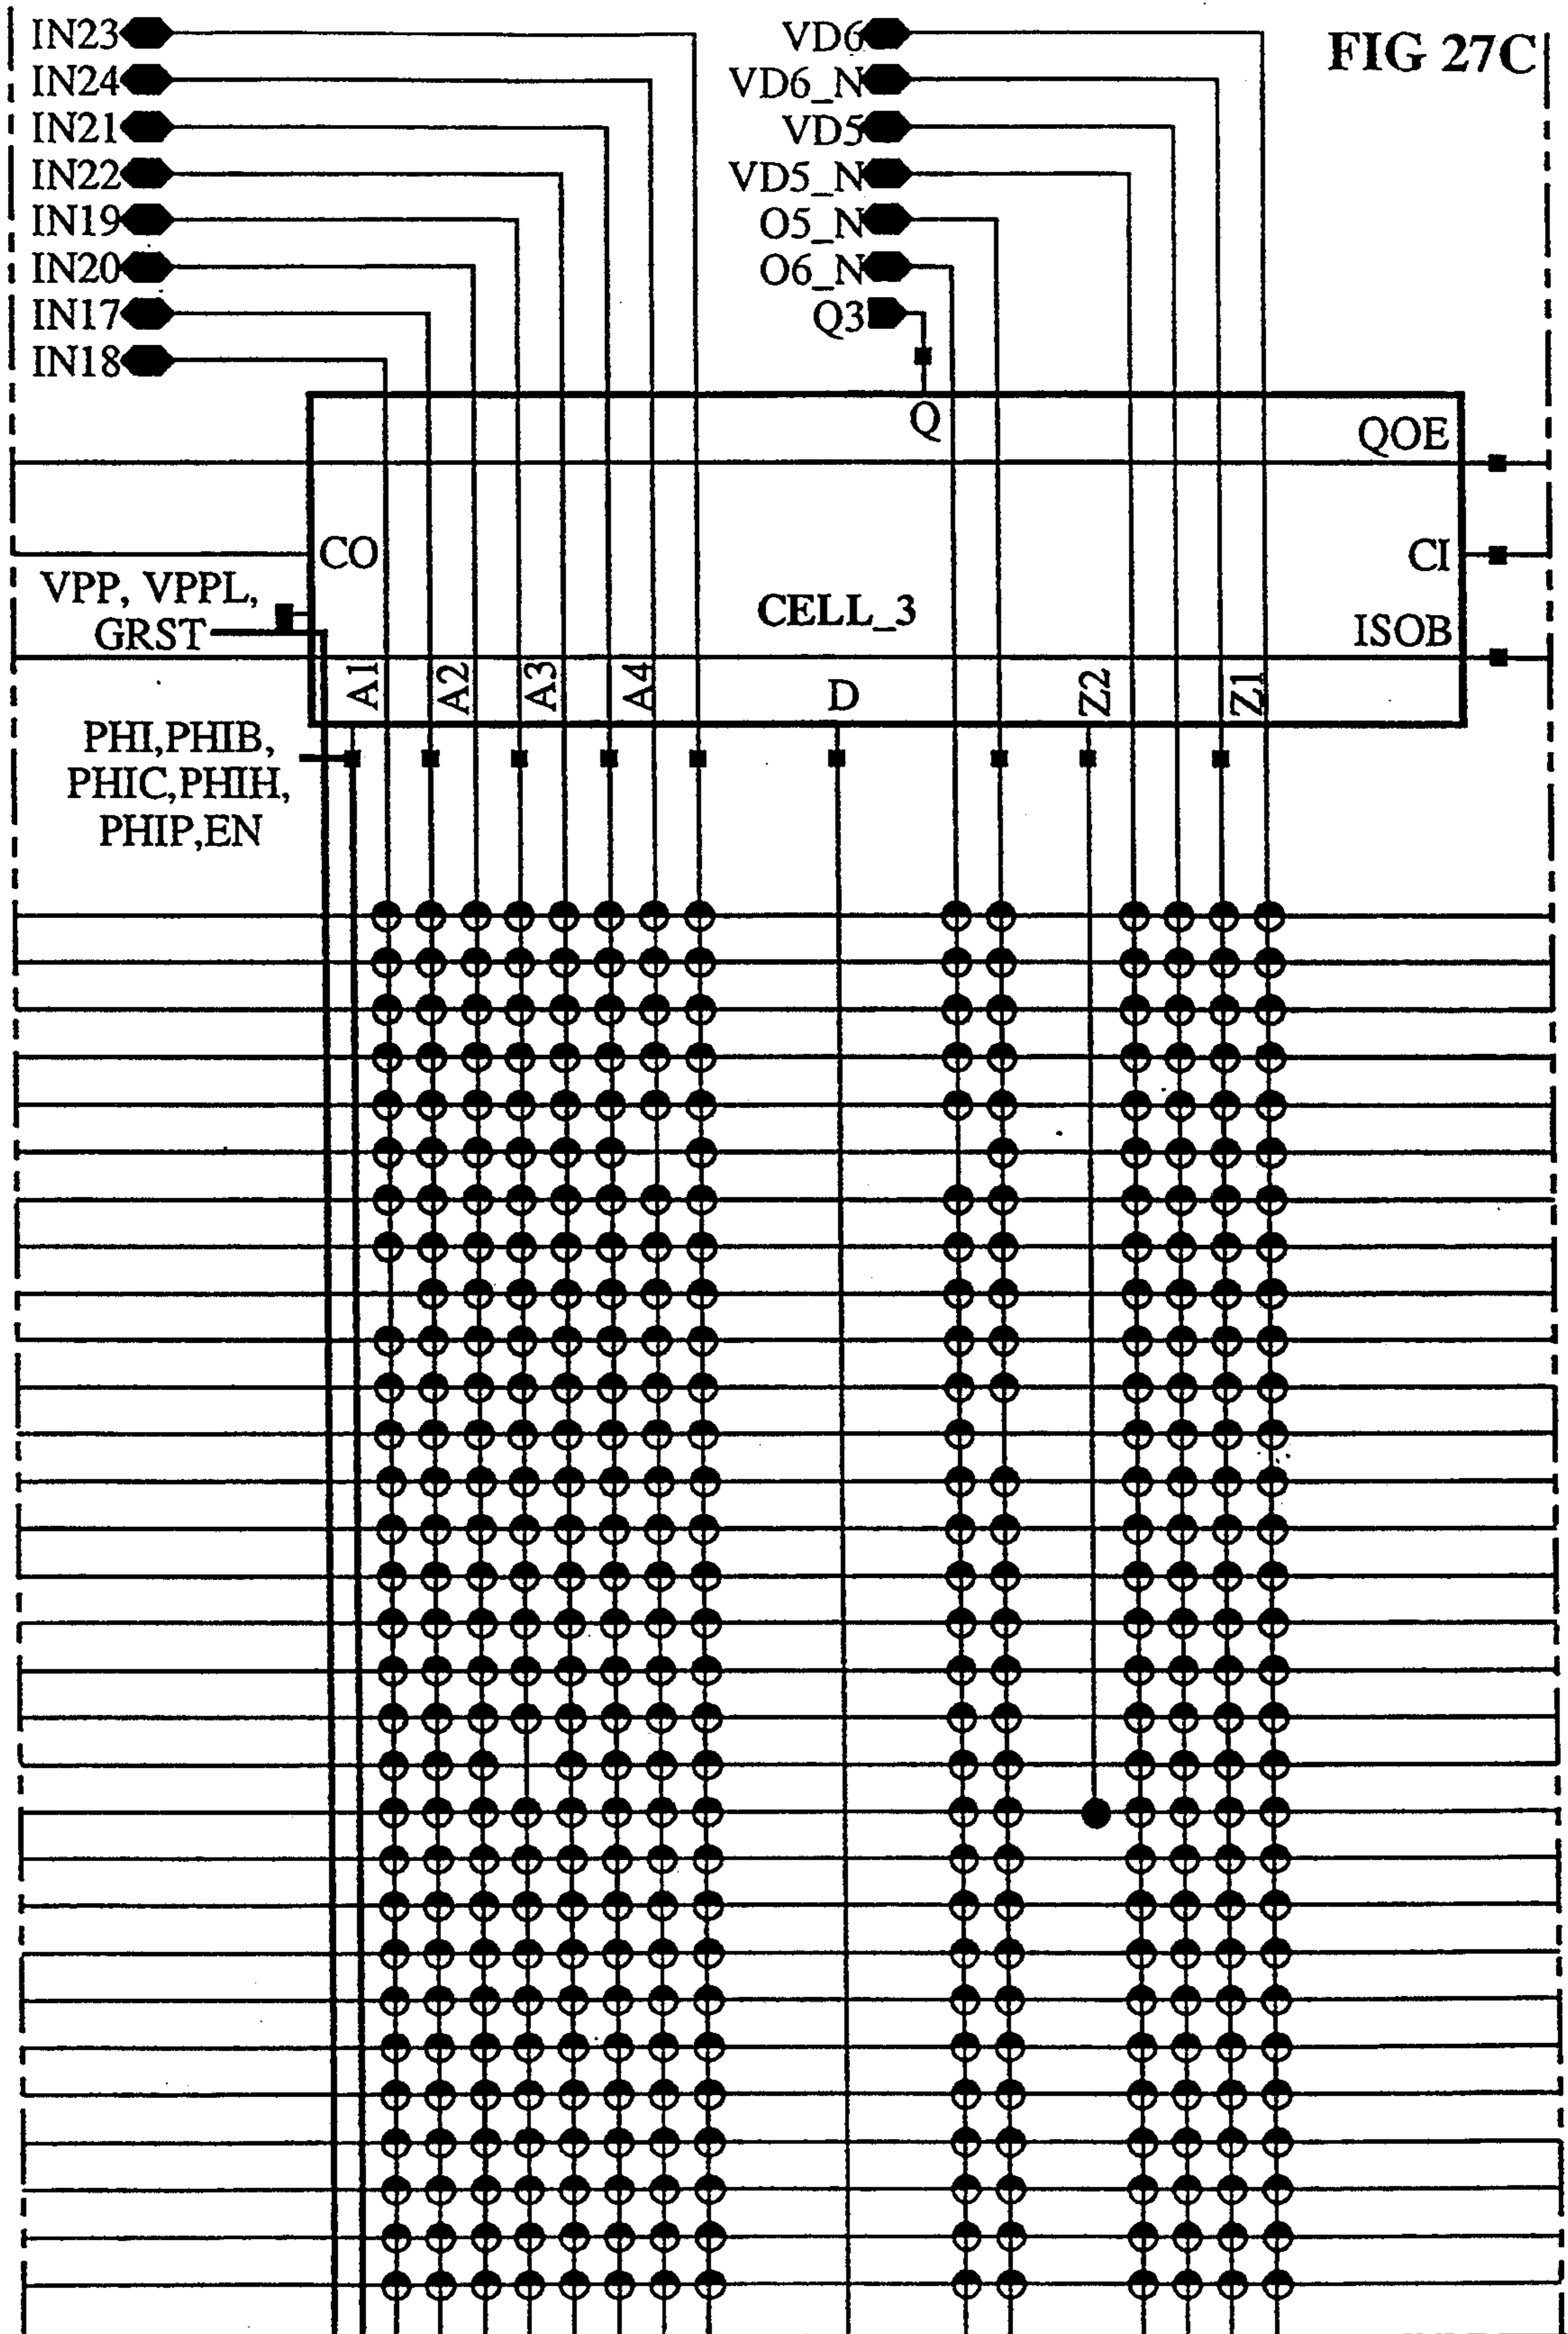 FIG 27C
IN23
IN24
IN21
IN22
IN19
IN20
IN17
IN18
VD6
VD6_N
VD5
VD5_N
O5_N
O6_N
Q3
Q
QOE
CO
CI
VPP, VPPL,
GRST
CELL_3
ISOB
A1
A2
A3
A4
D
Z2
Z1
PHI,PHIB,
PHIC,PHIH,
PHIP,EN